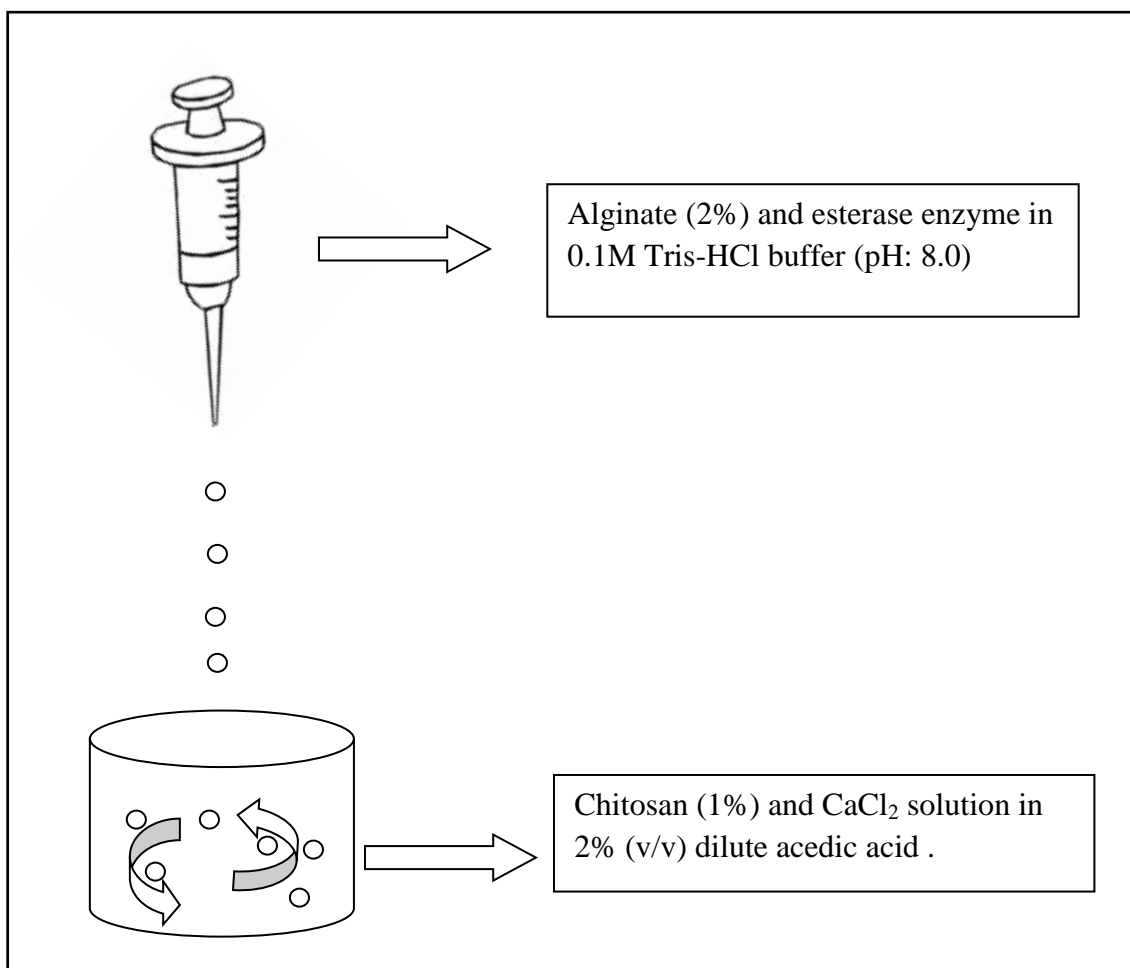 Alginate (2%) and esterase enzyme in
0.1M Tris-HCl buffer (pH: 8.0)
Chitosan (1%) and CaCl₂ solution in
2% (v/v) dilute acedic acid .